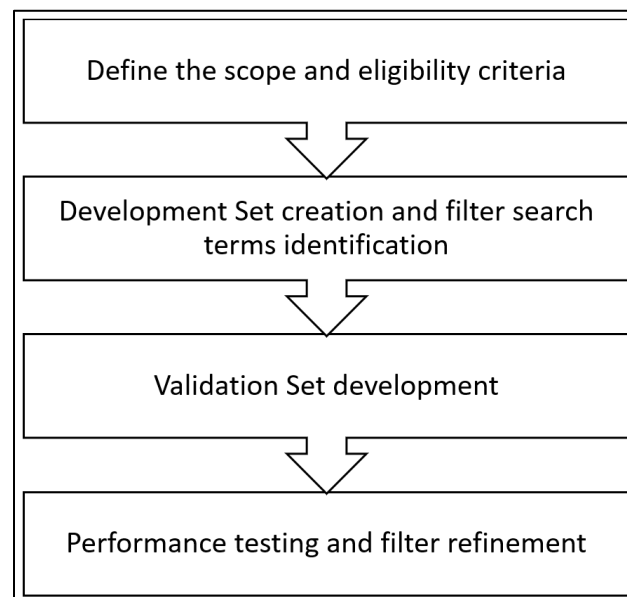 Define the scope and eligibility criteria
Development Set creation and filter search
terms identification
Validation Set development
Performance testing and filter refinement